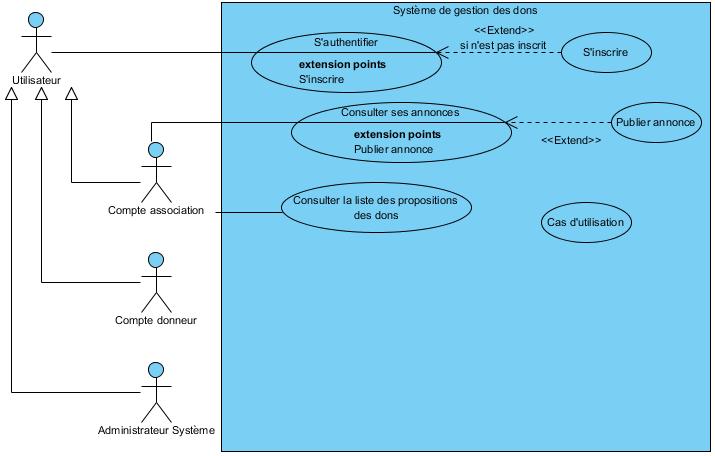 Système de gestion des dons
<<Extend>>
si n'est pas inscrit
S'authentifier
extension points
S'inscrire
S'inscrire
Utilisateur
Consulter ses annonces
extension points
Publier annonce
Publier annonce
<<Extend>>
Compte association
Consulter la liste des propositions
des dons
Cas d'utilisation
Compte donneur
Administrateur Système